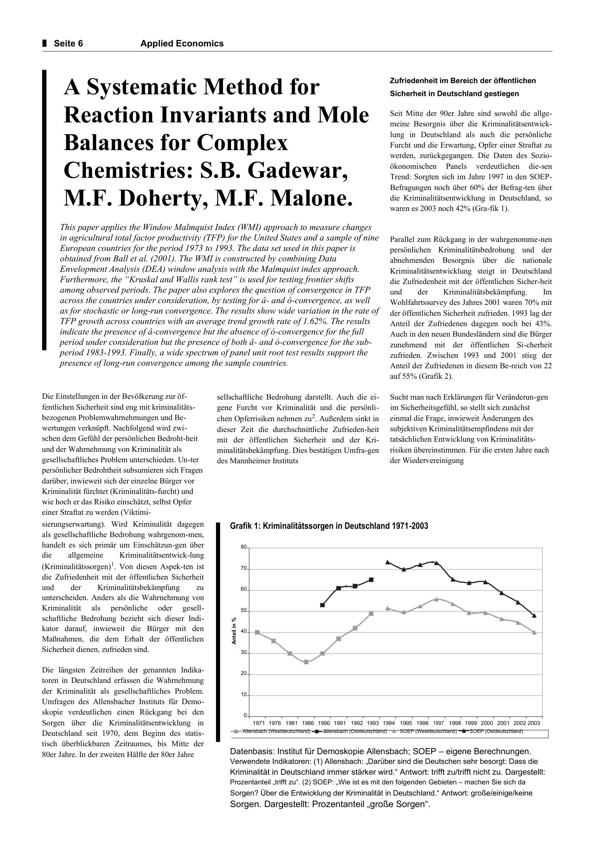 Seite 6 Applied Economics
A Systematic Method for
Reaction Invariants and Mole
Balances for Complex
Chemistries: S.B. Gadewar,
M.F. Doherty, M.F. Malone.
This paper applies the Window Malmquist Index (WMI) approach to measure changes
in agricultural total factor productivity (TFP) for the United States and a sample of nine
European countries for the period 1973 to 1993. The data set used in this paper is
obtained from Ball et al. (2001). The WMI is constructed by combining Data
Envelopment Analysis (DEA) window analysis with the Malmquist index approach.
Furthermore, the “Kruskal and Wallis rank test” is used for testing frontier shifts
among observed periods. The paper also explores the question of convergence in TFP
across the countries under consideration, by testing for â- and ó-convergence, as well
as for stochastic or long-run convergence. The results show wide variation in the rate of
TFP growth across countries with an average trend growth rate of 1.62%. The results
indicate the presence of â-convergence but the absence of ó-convergence for the full
period under consideration but the presence of both â- and ó-convergence for the sub-
period 1983-1993. Finally, a wide spectrum of panel unit root test results support the
presence of long-run convergence among the sample countries.
Zufriedenheit im Bereich der öffentlichen
Sicherheit in Deutschland gestiegen
Seit Mitte der 90er Jahre sind sowohl die allge-
meine Besorgnis über die Kriminalitätsentwick-
lung in Deutschland als auch die persönliche
Furcht und die Erwartung, Opfer einer Straftat zu
werden, zurückgegangen. Die Daten des Sozio-
ökonomischen Panels verdeutlichen die-sen
Trend: Sorgten sich im Jahre 1997 in den SOEP-
Befragungen noch über 60% der Befrag-ten über
die Kriminalitätsentwicklung in Deutschland, so
waren es 2003 noch 42% (Gra-fik 1).
Parallel zum Rückgang in der wahrgenomme-nen
persönlichen Kriminalitätsbedrohung und der
abnehmenden Besorgnis über die nationale
Kriminalitätsentwicklung steigt in Deutschland
die Zufriedenheit mit der öffentlichen Sicher-heit
und der Kriminalitätsbekämpfung. Im
Wohlfahrtssurvey des Jahres 2001 waren 70% mit
der öffentlichen Sicherheit zufrieden. 1993 lag der
Anteil der Zufriedenen dagegen noch bei 43%.
Auch in den neuen Bundesländern sind die Bürger
zunehmend mit der öffentlichen Si-cherheit
zufrieden. Zwischen 1993 und 2001 stieg der
Anteil der Zufriedenen in diesem Be-reich von 22
auf 55% (Grafik 2).
Die Einstellungen in der Bevölkerung zur öf-
fentlichen Sicherheit sind eng mit kriminalitäts-
bezogenen Problemwahrnehmungen und Be-
wertungen verknüpft. Nachfolgend wird zwi-
schen dem Gefühl der persönlichen Bedroht-heit
und der Wahrnehmung von Kriminalität als
gesellschaftliches Problem unterschieden. Un-ter
persönlicher Bedrohtheit subsumieren sich Fragen
darüber, inwieweit sich der einzelne Bürger vor
Kriminalität fürchtet (Kriminalitäts-furcht) und
wie hoch er das Risiko einschätzt, selbst Opfer
einer Straftat zu werden (Viktimi-
sierungserwartung). Wird Kriminalität dagegen
als gesellschaftliche Bedrohung wahrgenom-men,
handelt es sich primär um Einschätzun-gen über
die allgemeine Kriminalitätsentwick-lung
(Kriminalitätssorgen)1. Von diesen Aspek-ten ist
die Zufriedenheit mit der öffentlichen Sicherheit
und der Kriminalitätsbekämpfung zu
unterscheiden. Anders als die Wahrnehmung von
Kriminalität als persönliche oder gesell-
schaftliche Bedrohung bezieht sich dieser Indi-
kator darauf, inwieweit die Bürger mit den
Maßnahmen, die dem Erhalt der öffentlichen
Sicherheit dienen, zufrieden sind.
Die längsten Zeitreihen der genannten Indika-
toren in Deutschland erfassen die Wahrnehmung
der Kriminalität als gesellschaftliches Problem.
Umfragen des Allensbacher Instituts für Demo-
skopie verdeutlichen einen Rückgang bei den
Sorgen über die Kriminalitätsentwicklung in
Deutschland seit 970, dem Beginn des statis-
tisch überblickbaren Zeitraumes, bis Mitte der
80er Jahre. In der zweiten Hälfte der 80er Jahre
sellschaftliche Bedrohung darstellt. Auch die ei-
gene Furcht vor Kriminalität und die persönli-
chen Opferrisiken nehmen zu2. Außerdem sinkt in
dieser Zeit die durchschnittliche Zufrieden-heit
mit der öffentlichen Sicherheit und der Kri-
minalitätsbekämpfung. Dies bestätigen Umfra-gen
des Mannheimer Instituts
Sucht man nach Erklärungen für Veränderun-gen
im Sicherheitsgefühl, so stellt sich zunächst
einmal die Frage, inwieweit Änderungen des
subjektiven Kriminalitätsempfindens mit der
tatsächlichen Entwicklung von Kriminalitäts-
risiken übereinstimmen. Für die ersten Jahre nach
der Wiedervereinigung
Grafik 1: Kriminalitätssorgen in Deutschland 1971-2003
Anteil in %
80
70
60
50
40
30
20
10
0
1971 1976 1981 1986 1990 1991 1992 1993 1994 1995 1996 1997 1998 1999 2000 2001 2002 2003
Allensbach (Westdeutschland) Allensbach (Ostdeutschland) SOEP (Westdeutschland) SOEP (Ostdeutschland)
Datenbasis: Institut für Demoskopie Allensbach; SOEP – eigene Berechnungen.
Verwendete Indikatoren: (1) Allensbach: „Darüber sind die Deutschen sehr besorgt: Dass die
Kriminalität in Deutschland immer stärker wird.“ Antwort: trifft zu/trifft nicht zu. Dargestellt:
Prozentanteil „trifft zu“. (2) SOEP: „Wie ist es mit den folgenden Gebieten – machen Sie sich da
Sorgen? Über die Entwicklung der Kriminalität in Deutschland.“ Antwort: große/einige/keine
Sorgen. Dargestellt: Prozentanteil „große Sorgen“.